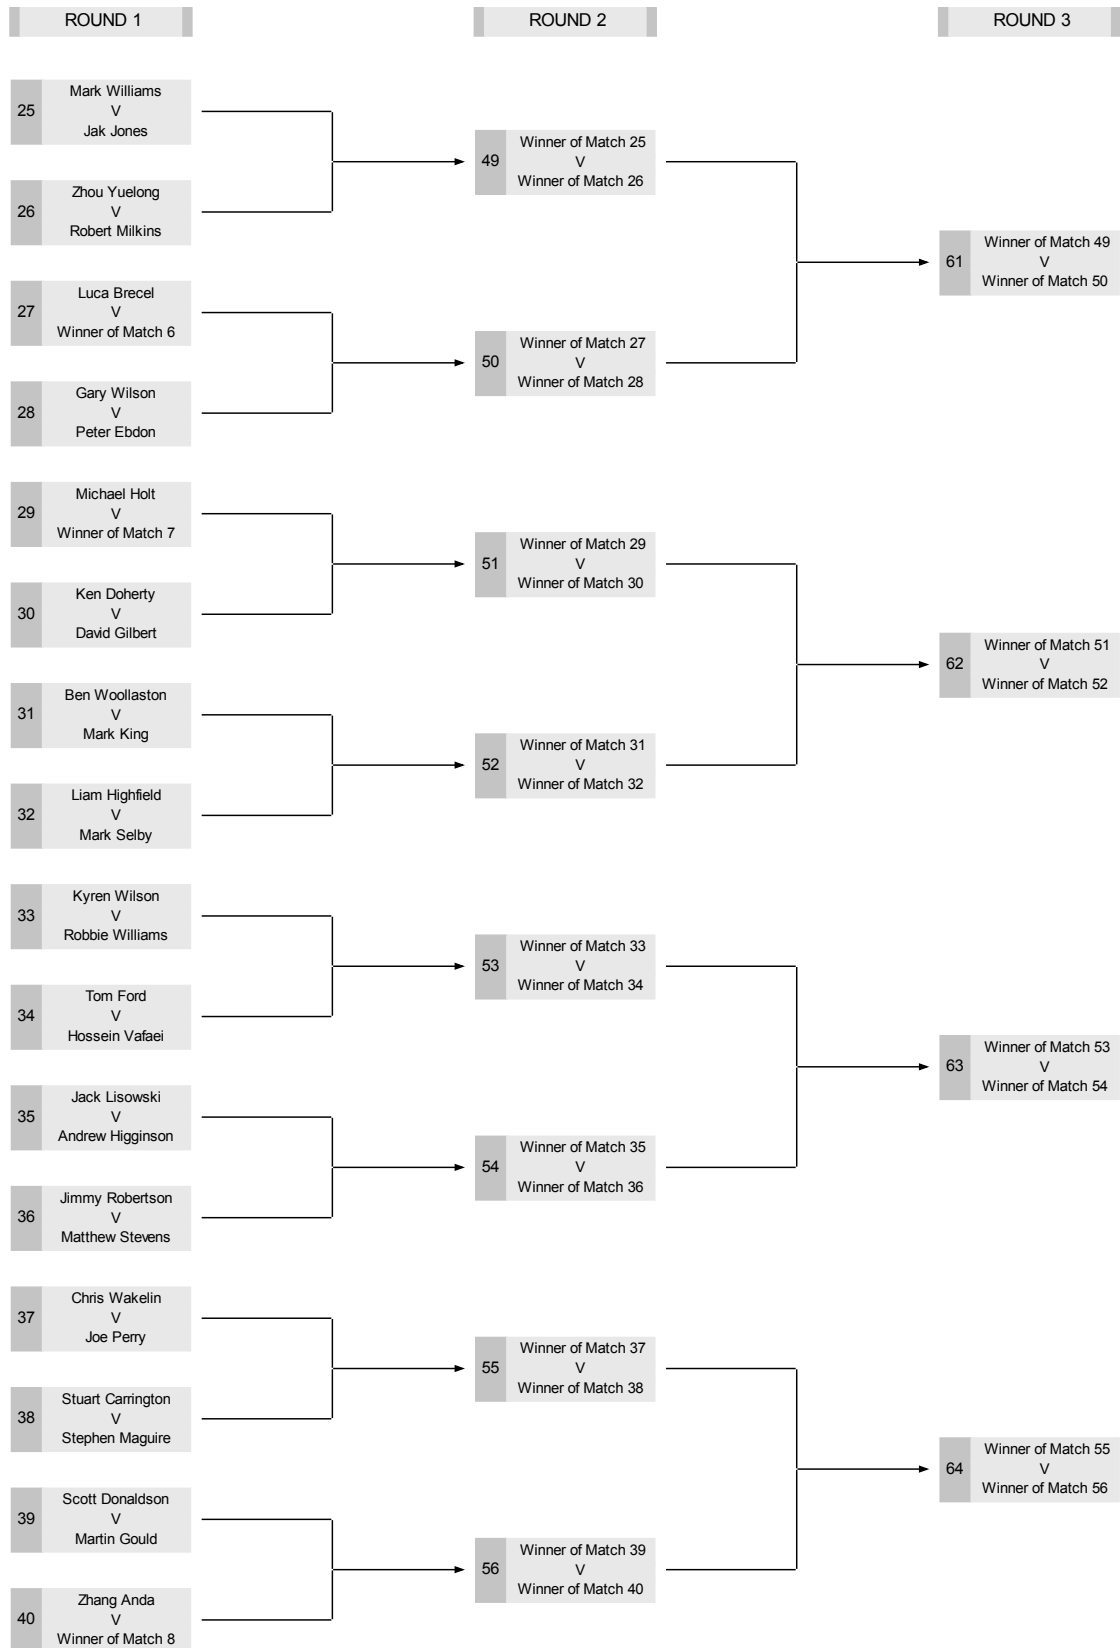 ROUND 1
ROUND 2
ROUND 3
25
Mark Williams
V
Jak Jones
26
Zhou Yuelong
V
Robert Milkins
27
Luca Brecel
V
Winner of Match 6
28
Gary Wilson
V
Peter Ebdon
29
Michael Holt
V
Winner of Match 7
30
Ken Doherty
V
David Gilbert
31
Ben Woollaston
V
Mark King
32
Liam Highfield
V
Mark Selby
33
Kyren Wilson
V
Robbie Williams
34
Tom Ford
V
Hossein Vafaei
35
Jack Lisowski
V
Andrew Higginson
36
Jimmy Robertson
V
Matthew Stevens
37
Chris Wakelin
V
Joe Perry
38
Stuart Carrington
V
Stephen Maguire
39
Scott Donaldson
V
Martin Gould
40
Zhang Anda
V
Winner of Match 8
49
Winner of Match 25
V
Winner of Match 26
50
Winner of Match 27
V
Winner of Match 28
51
Winner of Match 29
V
Winner of Match 30
52
Winner of Match 31
V
Winner of Match 32
53
Winner of Match 33
V
Winner of Match 34
54
Winner of Match 35
V
Winner of Match 36
55
Winner of Match 37
V
Winner of Match 38
56
Winner of Match 39
V
Winner of Match 40
61
Winner of Match 49
V
Winner of Match 50
62
Winner of Match 51
V
Winner of Match 52
63
Winner of Match 53
V
Winner of Match 54
64
Winner of Match 55
V
Winner of Match 56